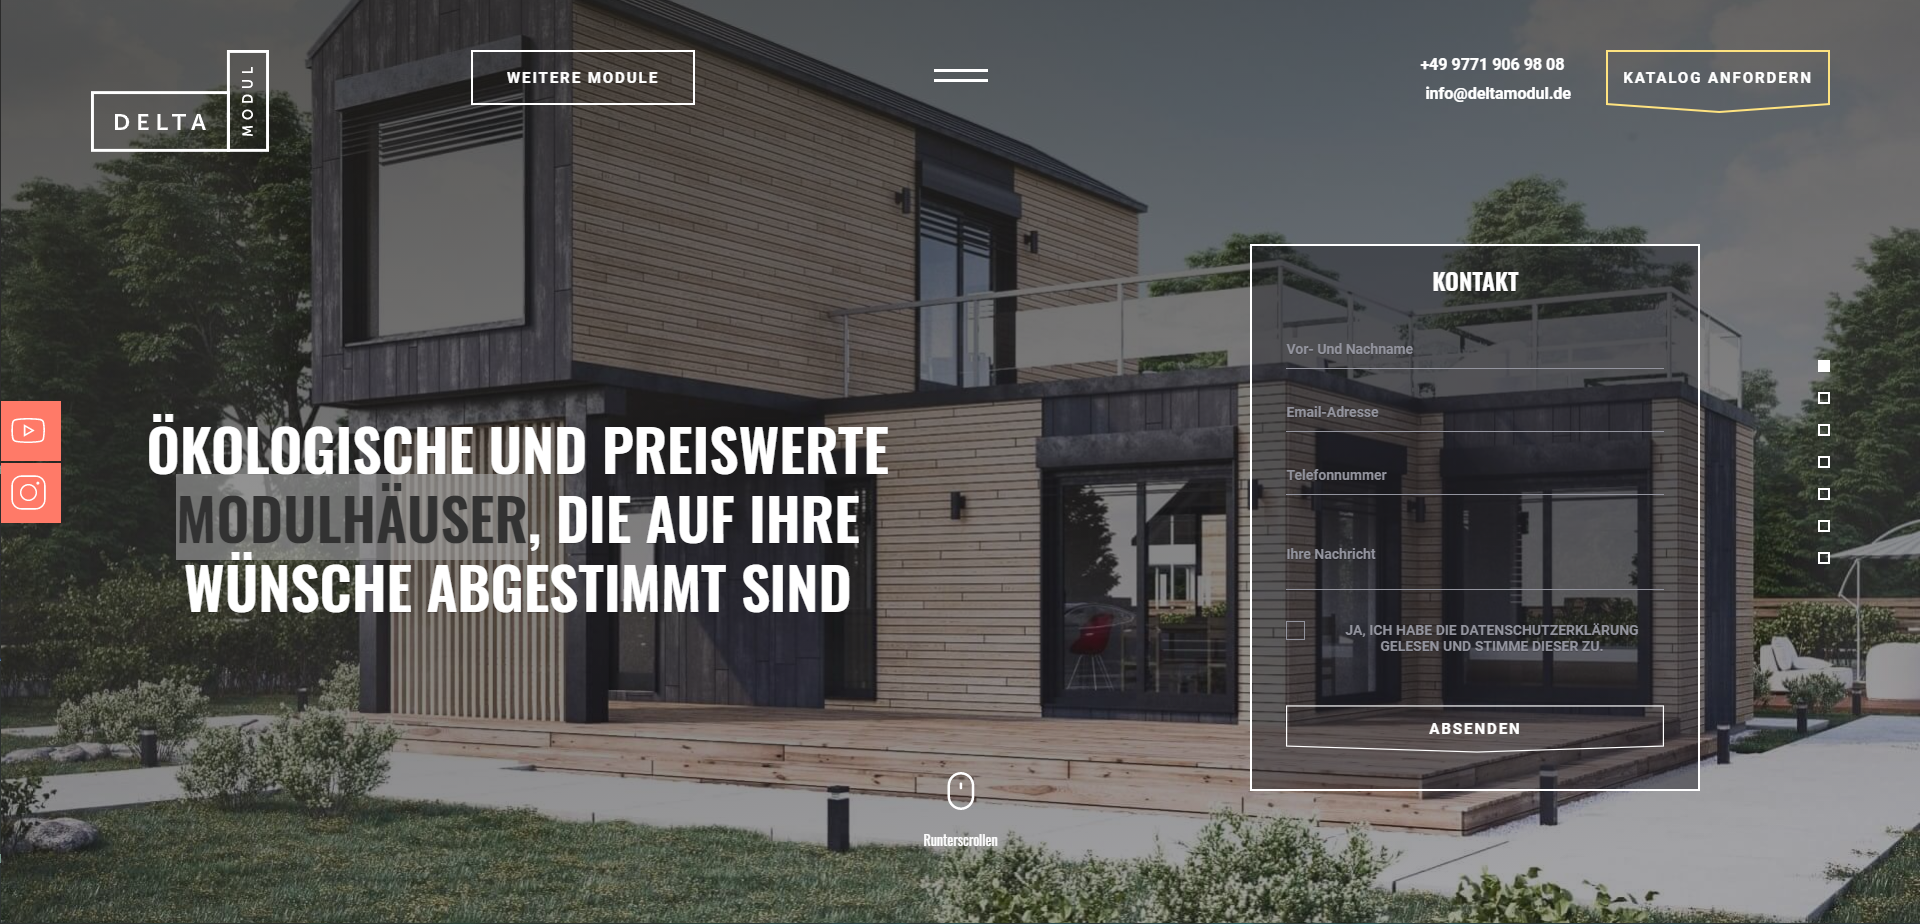 DELTA
MODUL
WEITERE MODULE
+49 9771 906 98 08
info@deltamodul.de
KATALOG ANFORDERN
ÖKOLOGISCHE UND PREISWERTE
MODULHÄUSER, DIE AUF IHRE
WÜNSCHE ABGESTIMMT SIND
KONTAKT
Vor- Und Nachname
Email-Adresse
Telefonnummer
Ihre Nachricht
JA, ICH HABE DIE DATENSCHUTZERKLÄRUNG
GELESEN UND STIMME DIESER ZU.
ABSENDEN
Runterscrollen